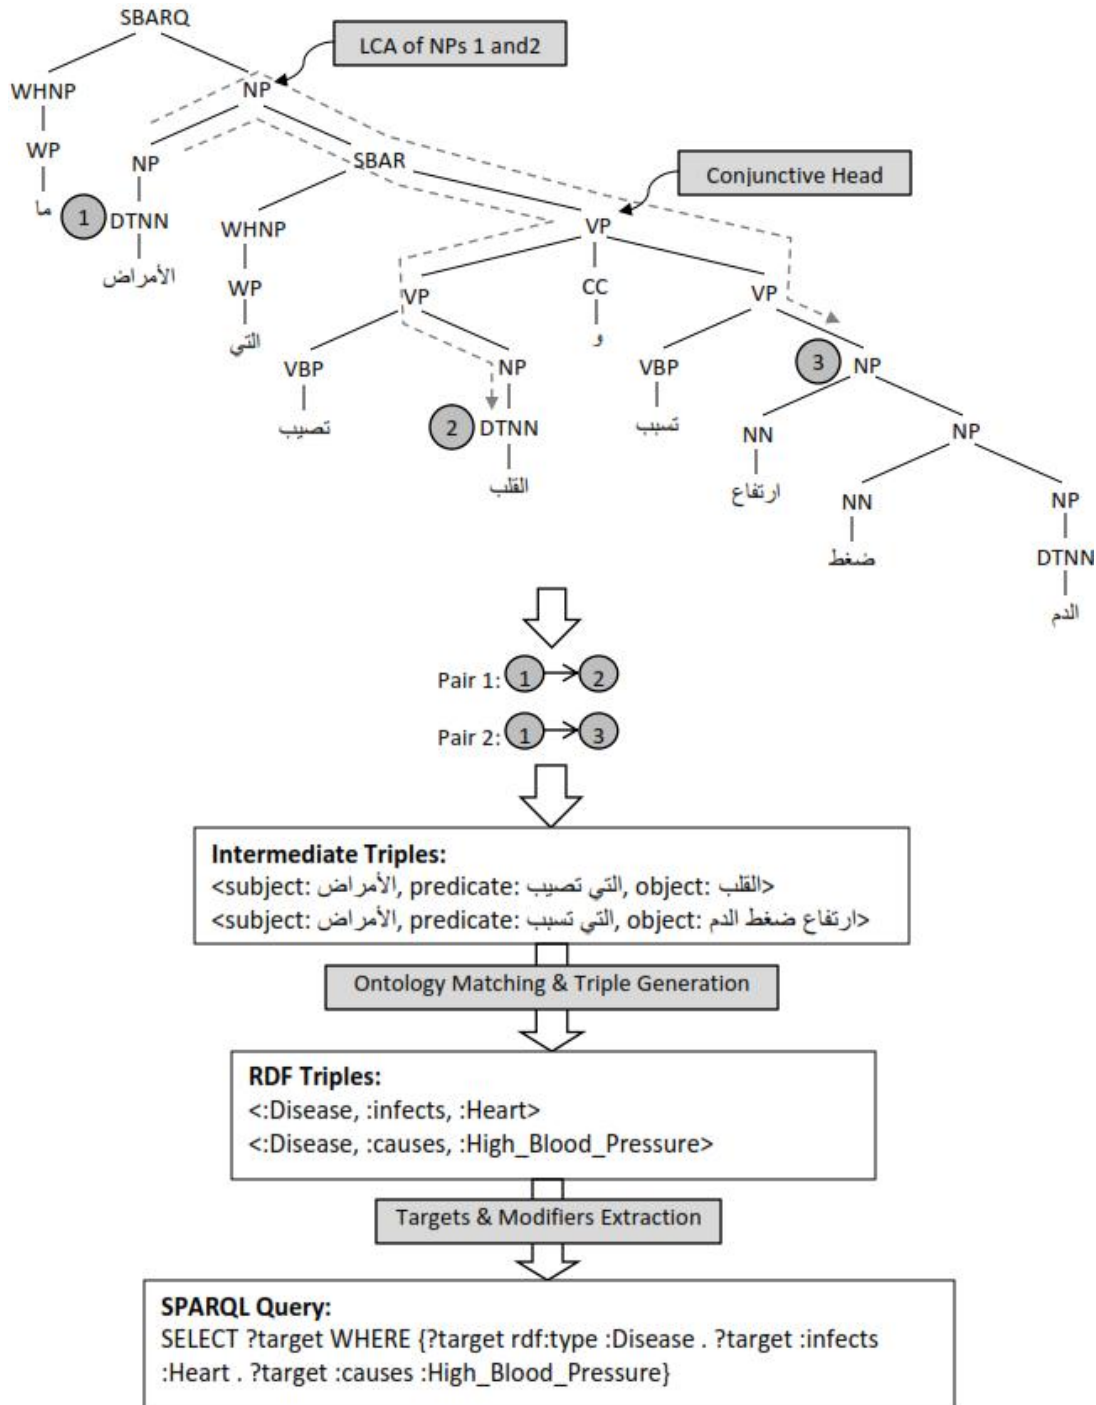 SBARQ
LCA of NPs 1 and2
WHNP
NP
WP
NP
SBAR
Conjunctive Head
ما
1
DTNN
WHNP
VP
الأمراض
WP
VP
CC
VP
التي
و
VBP
NP
VBP
3
NP
تصيب
2
DTNN
تسبب
NN
NP
القلب
ارتفاع
NN
NP
ضغط
DTNN
الدم
Pair 1: 1 2
Pair 2: 1 3
Intermediate Triples:
<subject: الأمراض, predicate: التي تصيب, object: القلب>
<subject: الأمراض, predicate: التي تسبب, object: ارتفاع ضغط الدم>
Ontology Matching & Triple Generation
RDF Triples:
<:Disease, :infects, :Heart>
<:Disease, :causes, :High_Blood_Pressure>
Targets & Modifiers Extraction
SPARQL Query:
SELECT ?target WHERE {?target rdf:type :Disease . ?target :infects
:Heart . ?target :causes :High_Blood_Pressure}